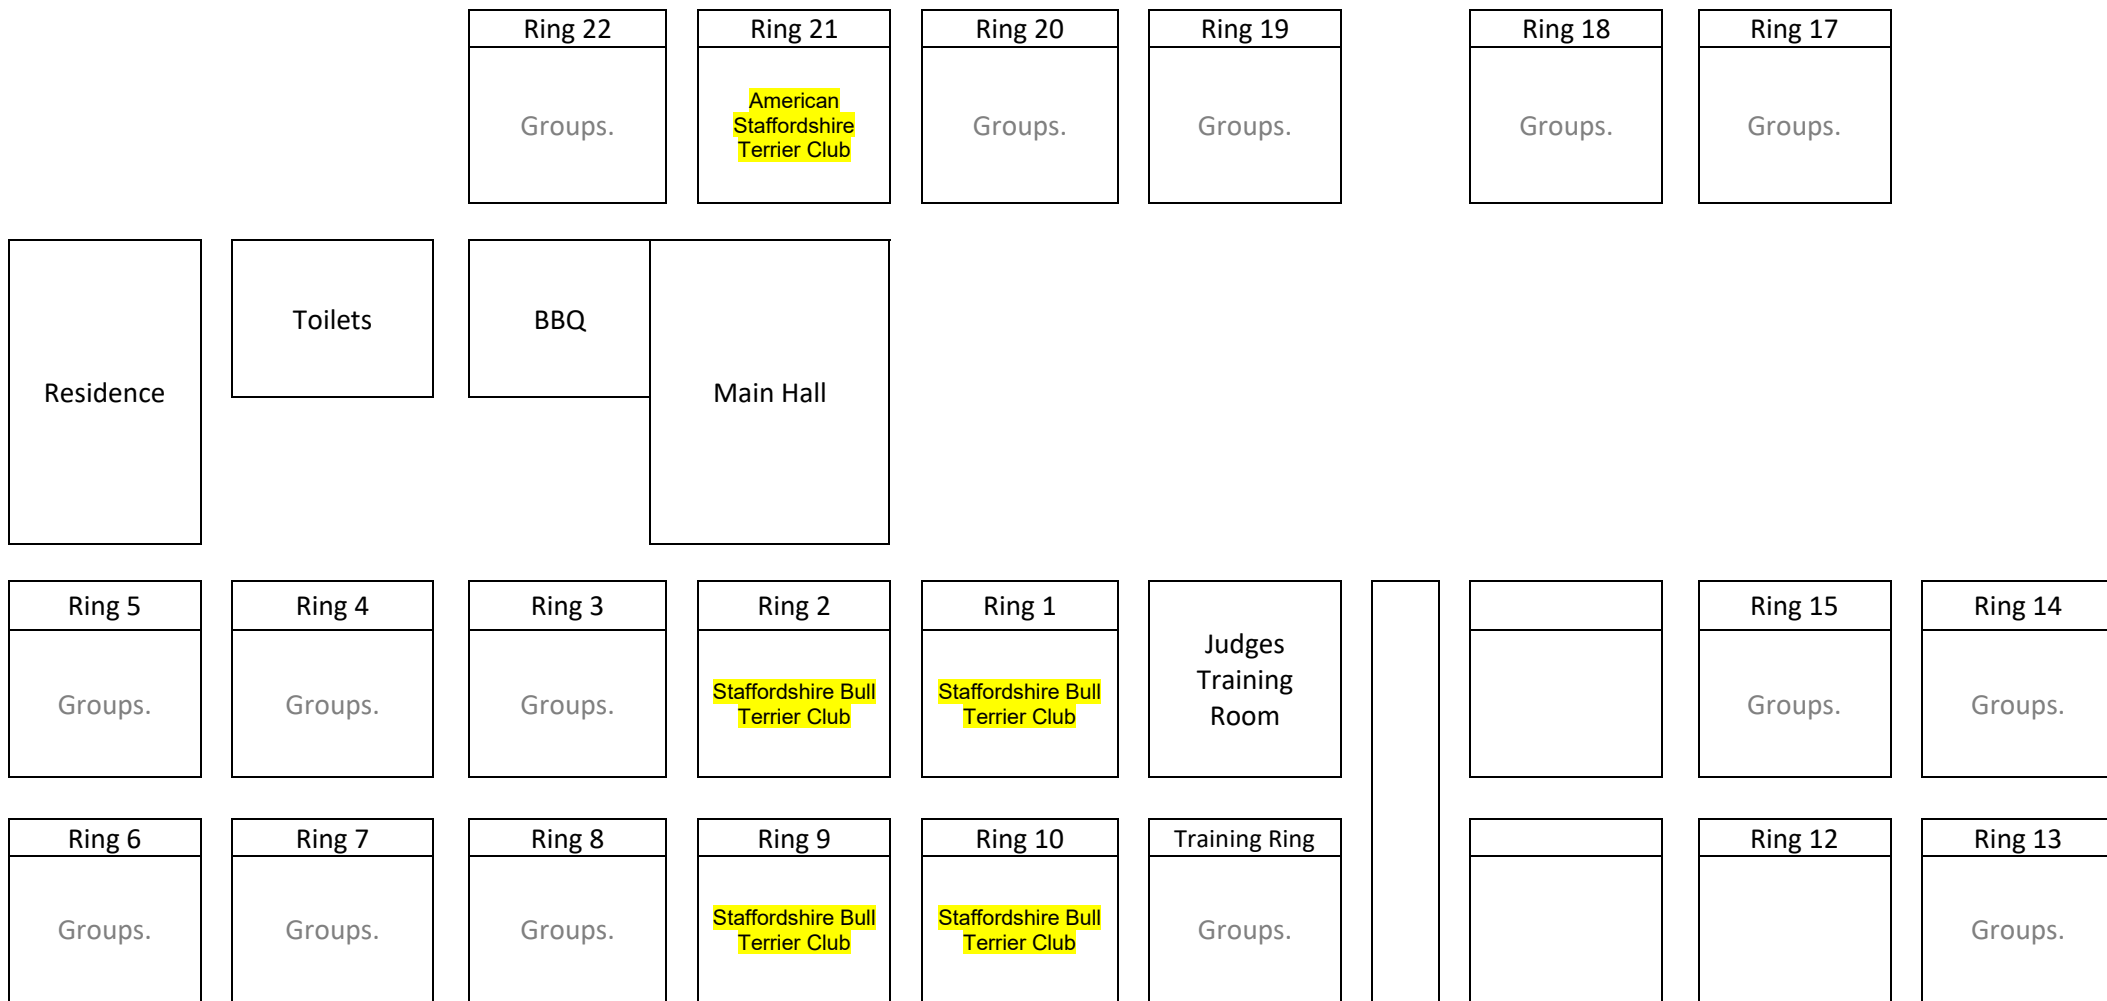 Ring 22
Ring 21
Ring 20
Ring 19
Ring 18
Ring 17
Groups.
American
Staffordshire
Terrier Club
Groups.
Groups.
Groups.
Groups.
Residence
Toilets
BBQ
Main Hall
Ring 5
Ring 4
Ring 3
Ring 2
Ring 1
Judges
Training
Room
Ring 15
Ring 14
Groups.
Groups.
Groups.
Staffordshire Bull
Terrier Club
Staffordshire Bull
Terrier Club
Groups.
Groups.
Ring 6
Ring 7
Ring 8
Ring 9
Ring 10
Training Ring
Ring 12
Ring 13
Groups.
Groups.
Groups.
Staffordshire Bull
Terrier Club
Staffordshire Bull
Terrier Club
Groups.
Groups.